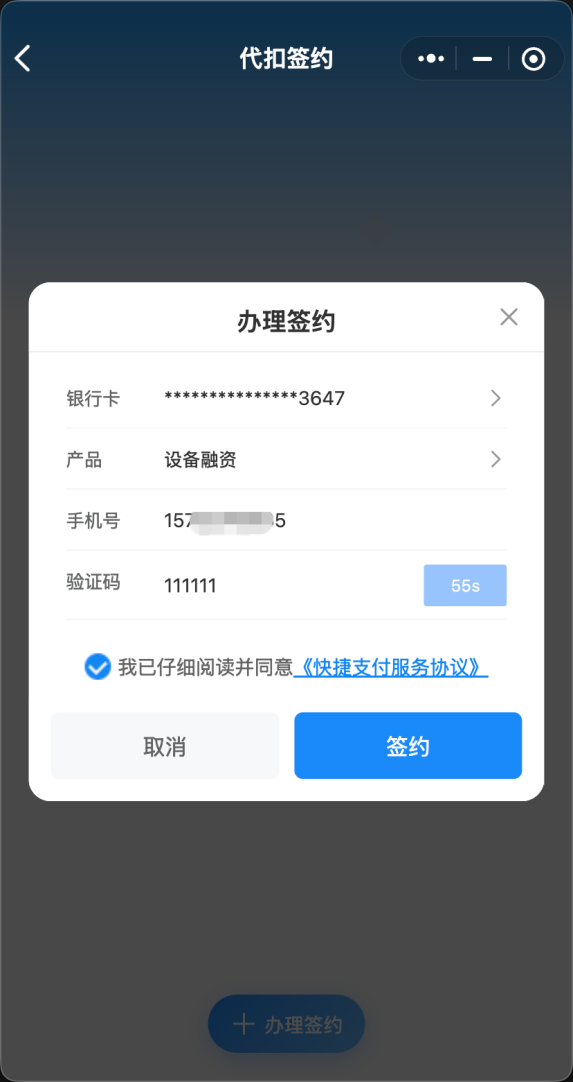 代扣签约
办理签约
银行卡 ***************3647
产品 设备融资
手机号 157 5
验证码 111111 55s
我已仔细阅读并同意《快捷支付服务协议》
取消 签约
办理签约